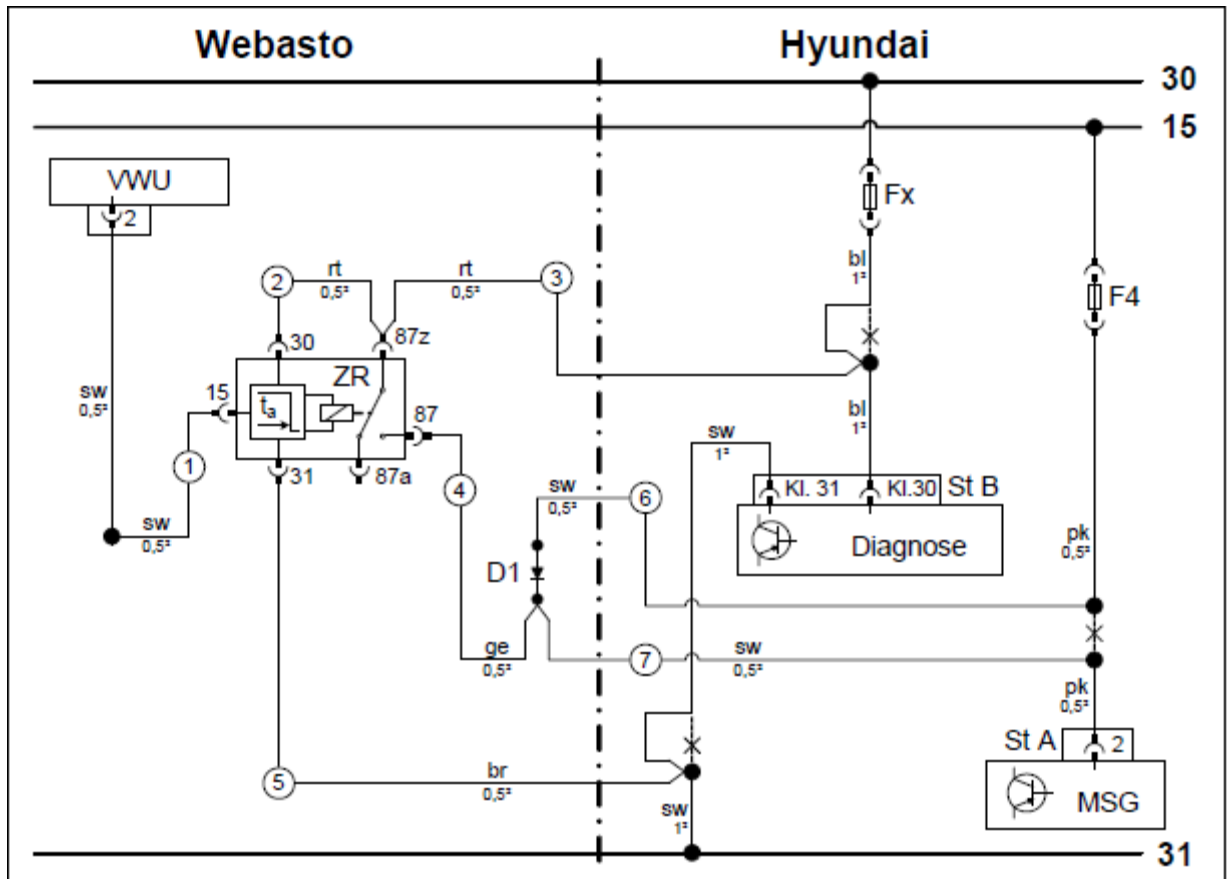 Webasto
Hyundai
30
15
VWU
2
Fx
F4
bl
1²
rt
0,5²
rt
0,5²
2
3
30
87z
ZR
15
tₐ
87
31
87a
sw
0,5²
1
sw
0,5²
4
bl
1²
sw
1²
Kl. 31
Kl.30
St B
Diagnose
sw
0,5²
6
D1
pk
0,5²
ge
0,5²
7
sw
0,5²
pk
0,5²
St A
2
MSG
5
br
0,5²
sw
1²
31